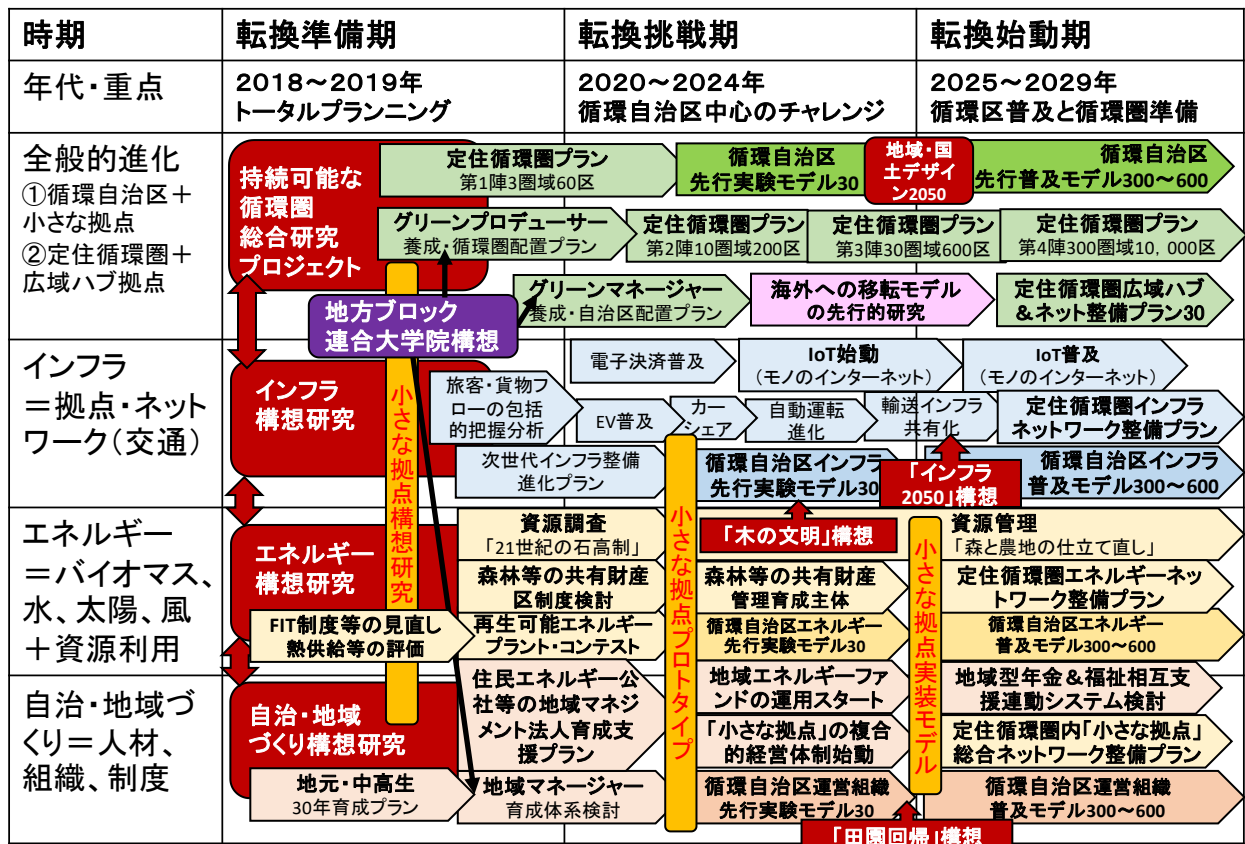 時期
転換準備期
転換挑戦期
転換始動期
年代・重点
2018～2019年
トータルプランニング
2020～2024年
循環自治区中心のチャレンジ
2025～2029年
循環区普及と循環圏準備
全般的進化
①循環自治区＋
小さな拠点
②定住循環圏＋
広域ハブ拠点
持続可能な
循環圏
総合研究
プロジェクト
定住循環圏プラン
第1陣3圏域60区
循環自治区
先行実験モデル30
地域・国
土デザイ
ン2050
循環自治区
先行普及モデル300～600
グリーンプロデューサー
養成・循環圏配置プラン
定住循環圏プラン
第2陣10圏域200区
定住循環圏プラン
第3陣30圏域600区
定住循環圏プラン
第4陣300圏域10，000区
グリーンマネージャー
養成・自治区配置プラン
海外への移転モデル
の先行的研究
定住循環圏広域ハブ
＆ネット整備プラン30
地方ブロック
連合大学院構想
インフラ
＝拠点・ネット
ワーク（交通）
インフラ
構想研究
小さな拠点構想研究
電子決済普及
IoT始動
（モノのインターネット）
IoT普及
（モノのインターネット）
旅客・貨物フ
ローの包括
的把握分析
EV普及
カー
シェア
自動運転
進化
輸送インフラ
共有化
定住循環圏インフラ
ネットワーク整備プラン
次世代インフラ整備
進化プラン
循環自治区インフラ
先行実験モデル30
「インフラ
2050」構想
循環自治区インフラ
普及モデル300～600
エネルギー
＝バイオマス、
水、太陽、風
＋資源利用
エネルギー
構想研究
資源調査
「21世紀の石高制」
小さな拠点プロトタイプ
「木の文明」構想
小さな拠点実装モデル
資源管理
「森と農地の仕立て直し」
森林等の共有財産
区制度検討
森林等の共有財産
管理育成主体
定住循環圏エネルギーネッ
トワーク整備プラン
FIT制度等の見直し
熱供給等の評価
再生可能エネルギー
プラント・コンテスト
循環自治区エネルギー
先行実験モデル30
循環自治区エネルギー
普及モデル300～600
自治・地域づ
くり＝人材、
組織、制度
自治・地域
づくり構想研究
住民エネルギー公
社等の地域マネジ
メント法人育成支
援プラン
地域エネルギーファ
ンドの運用スタート
地域型年金＆福祉相互支
援連動システム検討
「小さな拠点」の複合
的経営体制始動
定住循環圏内「小さな拠点」
総合ネットワーク整備プラン
地元・中高生
30年育成プラン
地域マネージャー
育成体系検討
循環自治区運営組織
先行実験モデル30
循環自治区運営組織
普及モデル300～600
「田園回帰」構想